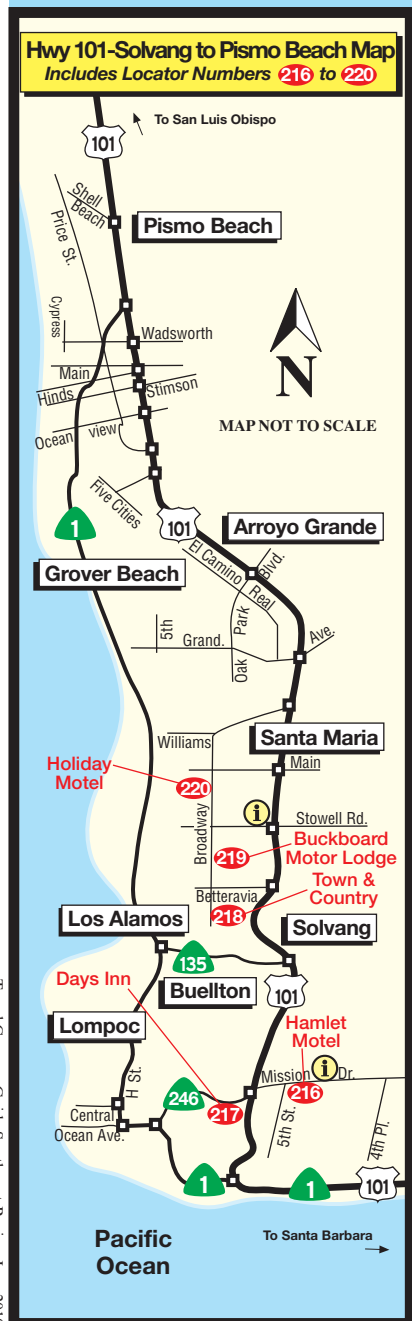 Hwy 101-Solvang to Pismo Beach Map
Includes Locator Numbers 216 to 220
To San Luis Obispo
101
Shell
Beach
Price St.
Pismo Beach
Cypress
Wadsworth
Main
Hinds
Stimson
Ocean view
N
MAP NOT TO SCALE
Five Cities
1
101
Arroyo Grande
Grover Beach
El Camino Real
Park Blvd.
5th
Grand. Ave.
Oak
Williams
Santa Maria
Holiday
Motel
Main
220
Broadway
i
Stowell Rd.
219
Buckboard
Motor Lodge
Town &
Country
Betteravia
218
Los Alamos
Solvang
135
Days Inn
Buellton
101
Lompoc
Hamlet
Motel
H St.
246
i
Mission Dr.
217
216
Central
Ocean Ave.
5th St.
4th Pl.
1
1
101
Pacific
Ocean
To Santa Barbara